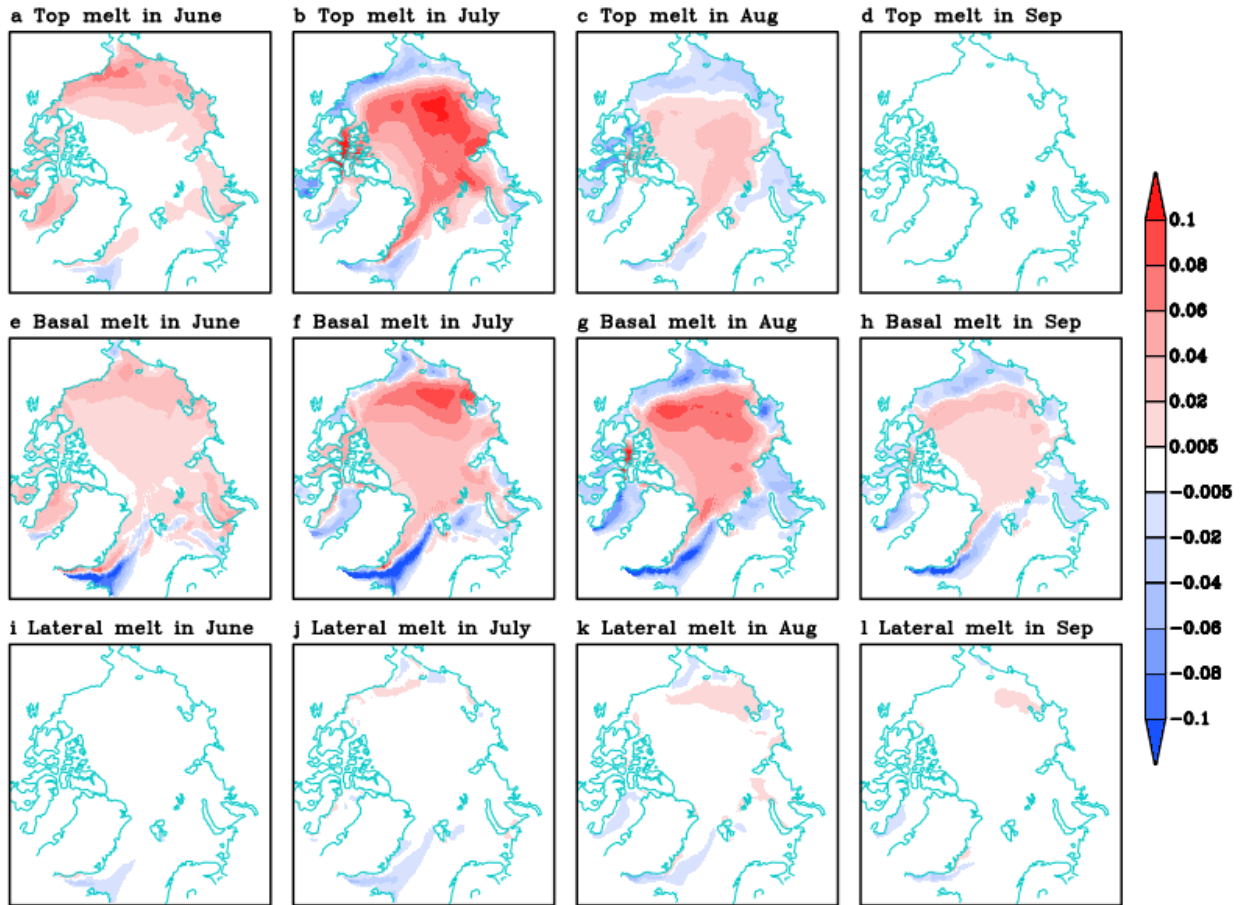 a Top melt in June
b Top melt in July
c Top melt in Aug
d Top melt in Sep
e Basal melt in June
f Basal melt in July
g Basal melt in Aug
h Basal melt in Sep
i Lateral melt in June
j Lateral melt in July
k Lateral melt in Aug
l Lateral melt in Sep
0.1
0.08
0.06
0.04
0.02
0.005
-0.005
-0.02
-0.04
-0.06
-0.08
-0.1